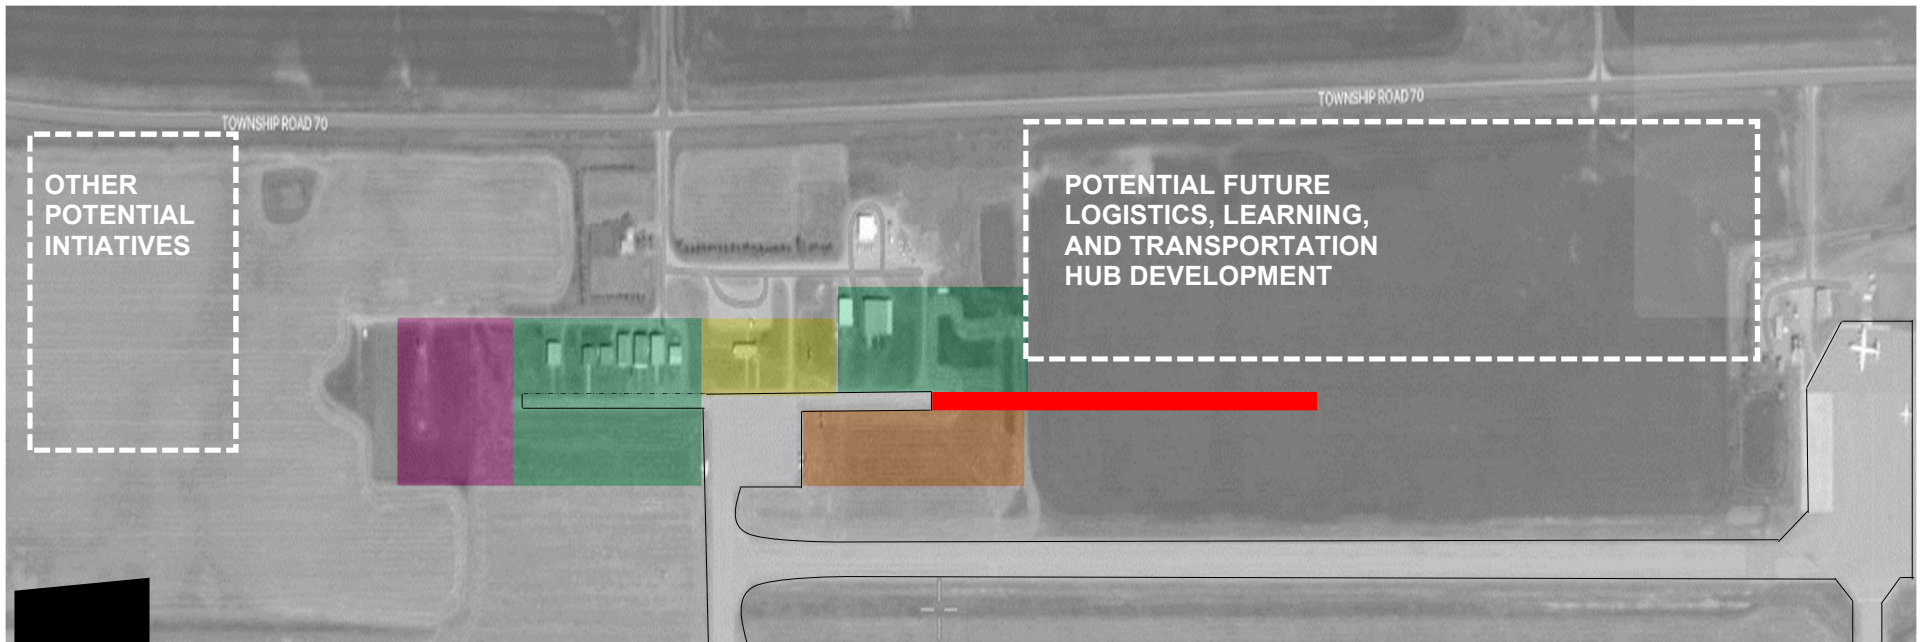 TOWNSHIP ROAD 70
TOWNSHIP ROAD 70
OTHER
POTENTIAL
INTIATIVES
POTENTIAL FUTURE
LOGISTICS, LEARNING,
AND TRANSPORTATION
HUB DEVELOPMENT